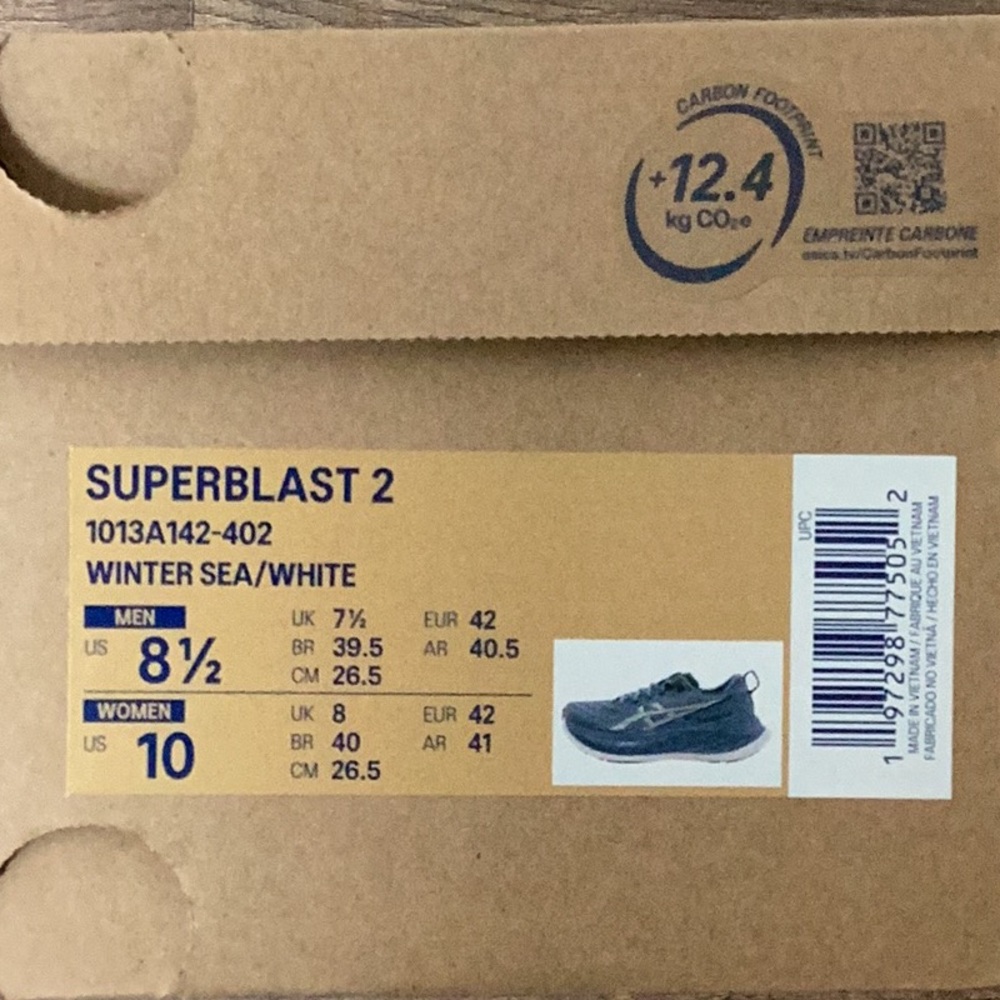 CARBON FOOTPRINT
+12.4
kg CO₂e
EMPREINTE CARBONE
asics.tv/CarbonFootprint
SUPERBLAST 2
1013A142-402
WINTER SEA/WHITE
MEN
US 8½
UK 7½ EUR 42
BR 39.5 AR 40.5
CM 26.5
WOMEN
US 10
UK 8 EUR 42
BR 40 AR 41
CM 26.5
UPC
1 97298 77505 2
MADE IN VIETNAM / FABRIQUE AU VIETNAM
FABRICADO NO VIETNÃ / HECHO EN VIETNAM